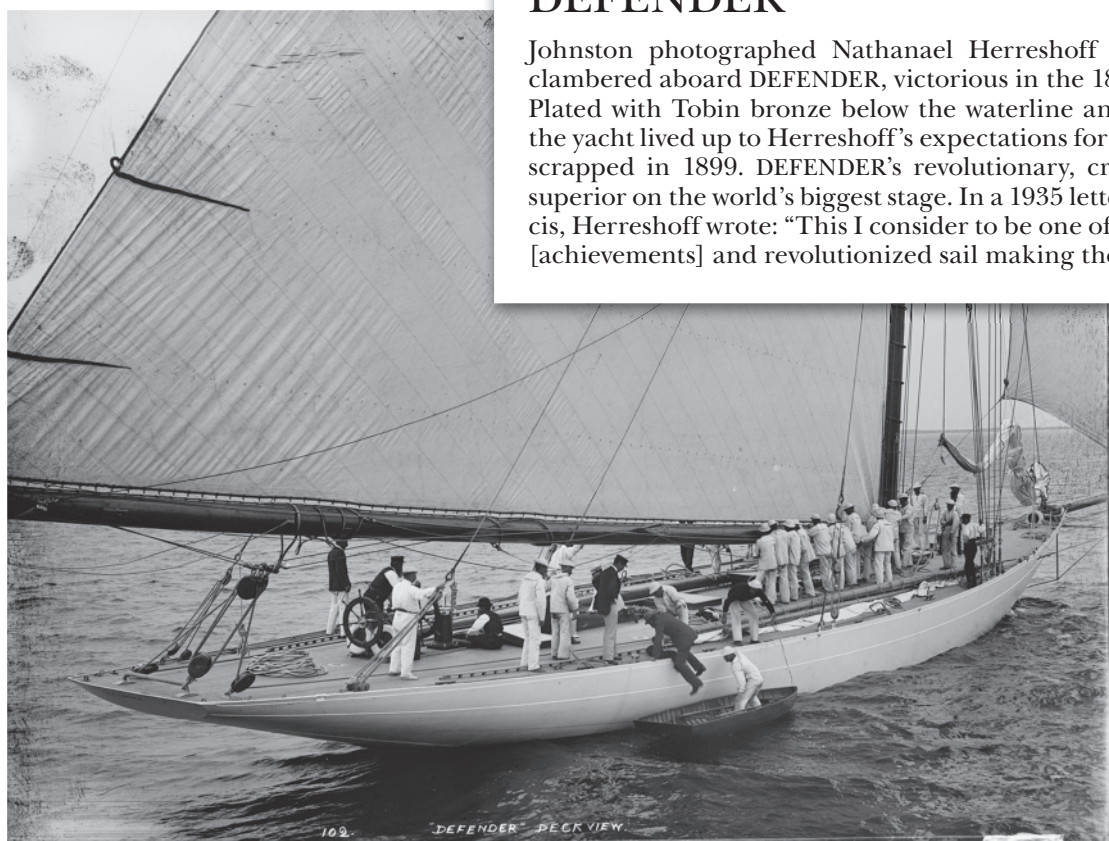 DEFENDER
Johnston photographed Nathanael Herreshoff
clambered aboard DEFENDER, victorious in the 18
Plated with Tobin bronze below the waterline an
the yacht lived up to Herreshoff’s expectations for
scrapped in 1899. DEFENDER’s revolutionary, cr
superior on the world’s biggest stage. In a 1935 lett
cis, Herreshoff wrote: “This I consider to be one of
[achievements] and revolutionized sail making th
102. "DEFENDER" DECK VIEW.